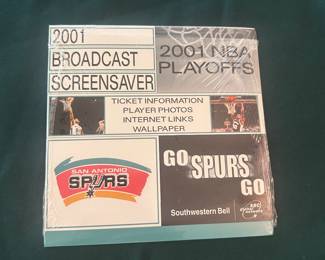 2001
BROADCAST
SCREENSAVER
2001 NBA
PLAYOFFS
TICKET INFORMATION
PLAYER PHOTOS
INTERNET LINKS
WALLPAPER
SAN ANTONIO
SPURS
GO SPURS GO
Southwestern Bell
SBC